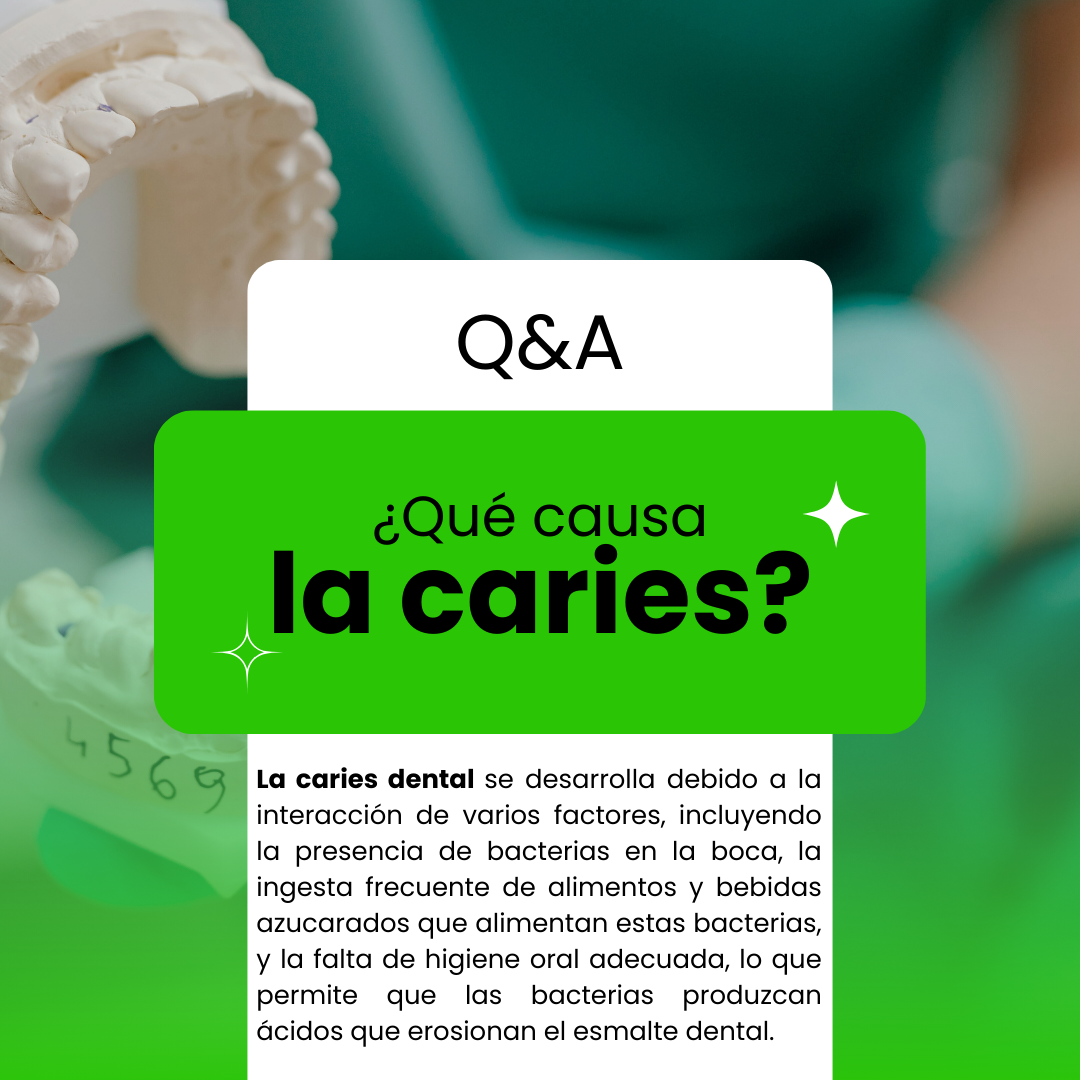 Q&A
¿Qué causa
la caries?
4569
La caries dental se desarrolla debido a la
interacción de varios factores, incluyendo
la presencia de bacterias en la boca, la
ingesta frecuente de alimentos y bebidas
azucarados que alimentan estas bacterias,
y la falta de higiene oral adecuada, lo que
permite que las bacterias produzcan
ácidos que erosionan el esmalte dental.